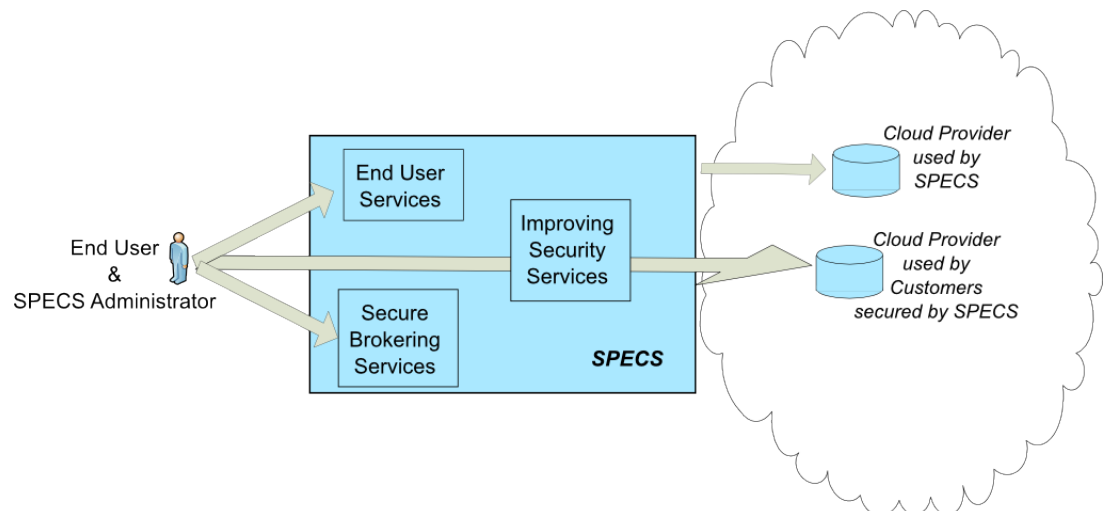 End User
&
SPECS Administrator
End User
Services
Improving
Security
Services
Secure
Brokering
Services
SPECS
Cloud Provider
used by
SPECS
Cloud Provider
used by
Customers
secured by SPECS